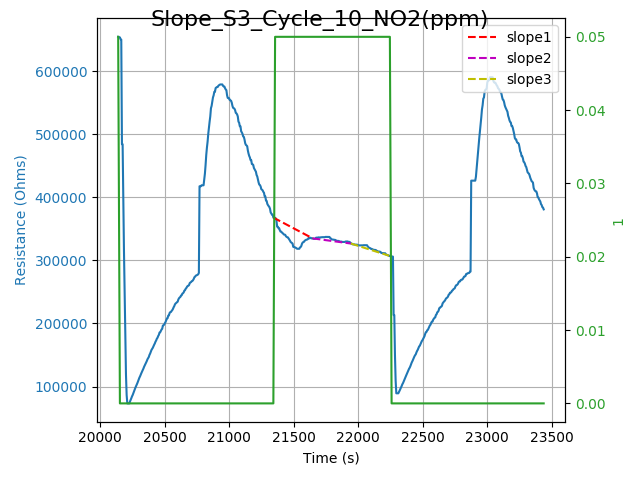 Slope_S3_Cycle_10_NO2(ppm)
slope1
slope2
slope3
Resistance (Ohms)
600000
500000
400000
300000
200000
100000
0.05
0.04
0.03
0.02
0.01
0.00
1
20000 20500 21000 21500 22000 22500 23000 23500
Time (s)